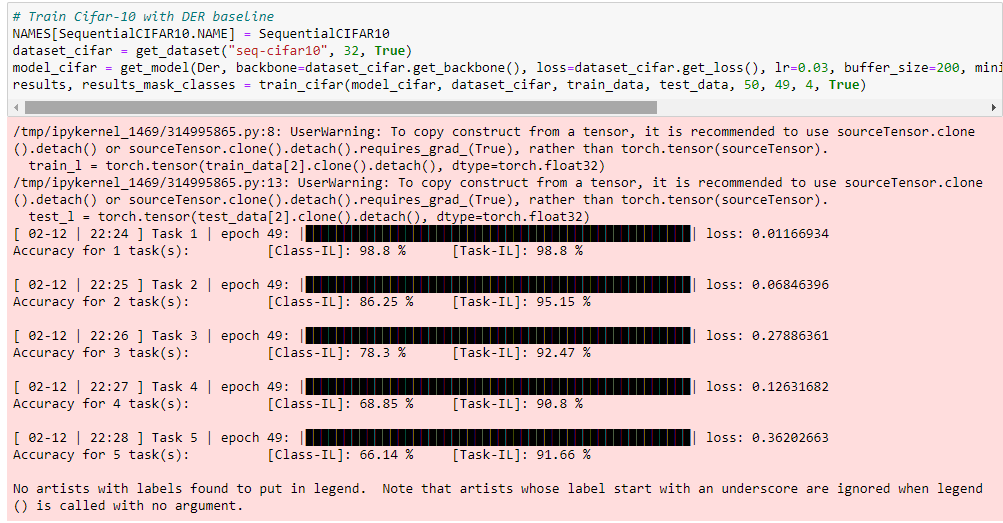 # Train Cifar-10 with DER baseline
NAMES[SequentialCIFAR10.NAME] = SequentialCIFAR10
dataset_cifar = get_dataset("seq-cifar10", 32, True)
model_cifar = get_model(Der, backbone=dataset_cifar.get_backbone(), loss=dataset_cifar.get_loss(), lr=0.03, buffer_size=200, mini
results, results_mask_classes = train_cifar(model_cifar, dataset_cifar, train_data, test_data, 50, 49, 4, True)
/tmp/ipykernel_1469/314995865.py:8: UserWarning: To copy construct from a tensor, it is recommended to use sourceTensor.clone
().detach() or sourceTensor.clone().detach().requires_grad_(True), rather than torch.tensor(sourceTensor).
train_l = torch.tensor(train_data[2].clone().detach(), dtype=torch.float32)
/tmp/ipykernel_1469/314995865.py:13: UserWarning: To copy construct from a tensor, it is recommended to use sourceTensor.clone
().detach() or sourceTensor.clone().detach().requires_grad_(True), rather than torch.tensor(sourceTensor).
test_l = torch.tensor(test_data[2].clone().detach(), dtype=torch.float32)
[ 02-12 | 22:24 ] Task 1 | epoch 49: | | loss: 0.01166934
Accuracy for 1 task(s): [Class-IL]: 98.8 % [Task-IL]: 98.8 %
[ 02-12 | 22:25 ] Task 2 | epoch 49: | | loss: 0.06846396
Accuracy for 2 task(s): [Class-IL]: 86.25 % [Task-IL]: 95.15 %
[ 02-12 | 22:26 ] Task 3 | epoch 49: | | loss: 0.27886361
Accuracy for 3 task(s): [Class-IL]: 78.3 % [Task-IL]: 92.47 %
[ 02-12 | 22:27 ] Task 4 | epoch 49: | | loss: 0.12631682
Accuracy for 4 task(s): [Class-IL]: 68.85 % [Task-IL]: 90.8 %
[ 02-12 | 22:28 ] Task 5 | epoch 49: | | loss: 0.36202663
Accuracy for 5 task(s): [Class-IL]: 66.14 % [Task-IL]: 91.66 %
No artists with labels found to put in legend.  Note that artists whose label start with an underscore are ignored when legend
() is called with no argument.